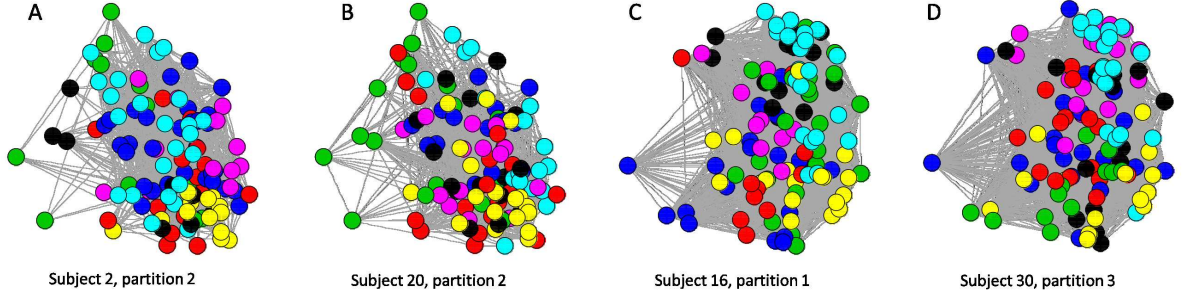 A B C D
Subject 2, partition 2 Subject 20, partition 2 Subject 16, partition 1 Subject 30, partition 3